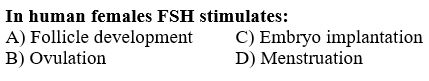 In human females FSH stimulates:
A) Follicle development C) Embryo implantation
B) Ovulation D) Menstruation